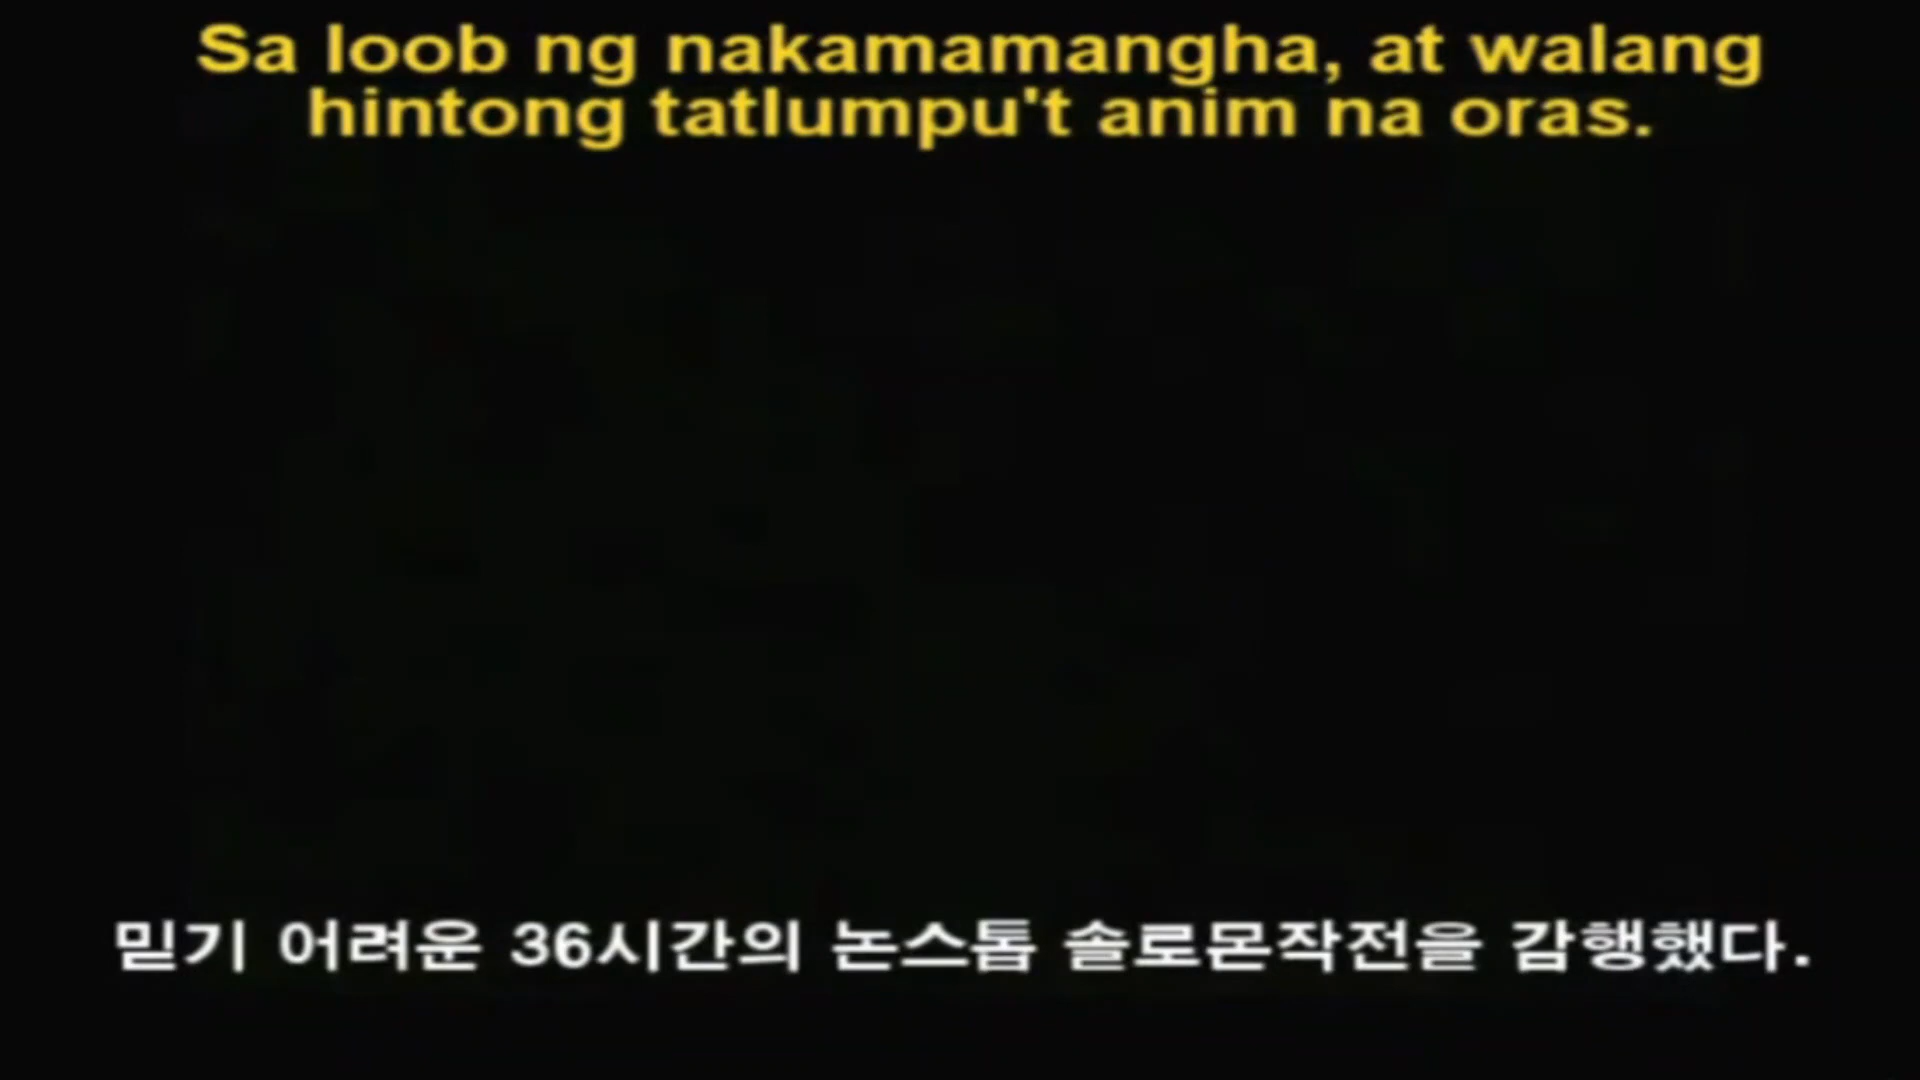 Sa loob ng nakamamangha, at walang
hintong tatlumpu't anim na oras.
믿기 어려운 36시간의 논스톱 솔로몬작전을 감행했다.